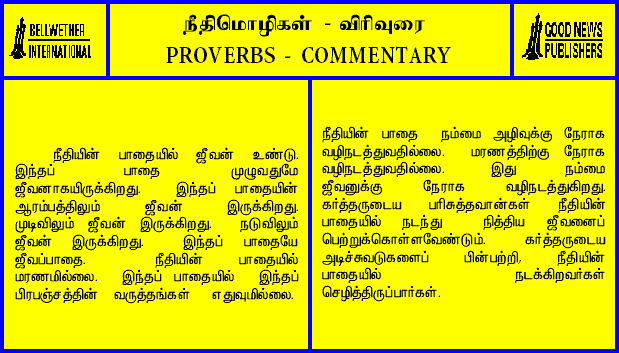 BELLWETHER
INTERNATIONAL
நீதிமொழிகள் - விரிவுரை
PROVERBS - COMMENTARY
GOOD NEWS
PUBLISHERS
நீதியின் பாதையில் ஜீவன் உண்டு.
இந்தப் பாதை முழுவதுமே
ஜீவனாகயிருக்கிறது. இந்தப் பாதையின்
ஆரம்பத்திலும் ஜீவன் இருக்கிறது.
முடிவிலும் ஜீவன் இருக்கிறது. நடுவிலும்
ஜீவன் இருக்கிறது. இந்தப் பாதையே
ஜீவப்பாதை. நீதியின் பாதையில்
மரணமில்லை. இந்தப் பாதையில் இந்தப்
பிரபஞ்சத்தின் வருத்தங்கள் எதுவுமில்லை.
நீதியின் பாதை நம்மை அழிவுக்கு நேராக
வழிநடத்துவதில்லை. மரணத்திற்கு நேராக
வழிநடத்துவதில்லை. இது நம்மை
ஜீவனுக்கு நேராக வழிநடத்துகிறது.
கர்த்தருடைய பரிசுத்தவான்கள் நீதியின்
பாதையில் நடந்து நித்திய ஜீவனைப்
பெற்றுக்கொள்ளவேண்டும். கர்த்தருடைய
அடிச்சுவடுகளைப் பின்பற்றி, நீதியின்
பாதையில் நடக்கிறவர்கள்
செழித்திருப்பார்கள்.